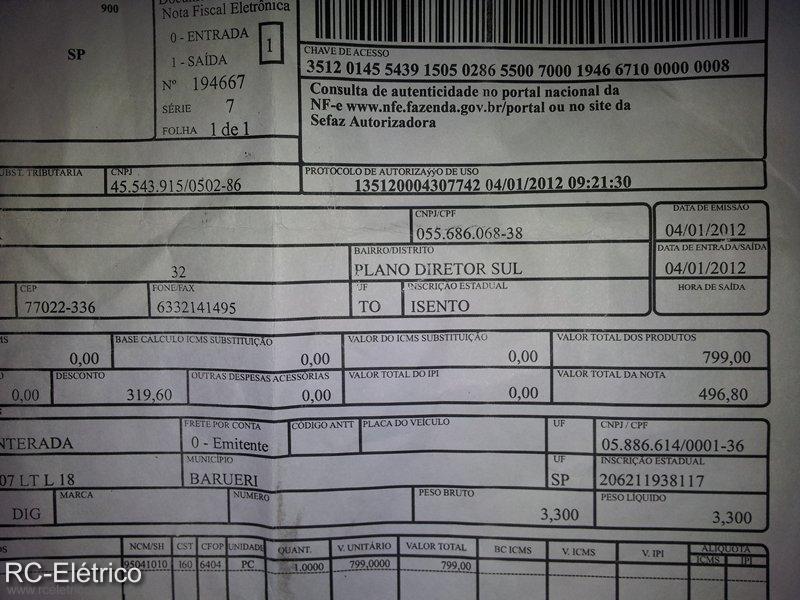 900
Nota Fiscal Eletrônica
0 - ENTRADA
1
SP
1 - SAÍDA
CHAVE DE ACESSO
Nº 194667
3512 0145 5439 1505 0286 5500 7000 1946 6710 0000 0008
SÉRIE 7
Consulta de autenticidade no portal nacional da
NF-e www.nfe.fazenda.gov.br/portal ou no site da
FOLHA 1 de 1
Sefaz Autorizadora
SUBST. TRIBUTARIA CNPJ PROTOCOLO DE AUTORIZAÿÿO DE USO
45.543.915/0502-86 135120004307742 04/01/2012 09:21:30
CNPJ/CPF DATA DE EMISSÃO
055.686.068-38 04/01/2012
BAIRRO/DISTRITO DATA DE ENTRADA/SAÍDA
32 PLANO DIRETOR SUL 04/01/2012
CEP FONE/FAX UF INSCRIÇÃO ESTADUAL HORA DE SAÍDA
77022-336 6332141495 TO ISENTO
MS BASE CALCULO ICMS SUBSTITUIÇÃO VALOR DO ICMS SUBSTITUIÇÃO VALOR TOTAL DOS PRODUTOS
0,00 0,00 0,00 799,00
DESCONTO OUTRAS DESPESAS ACESSÓRIAS VALOR TOTAL DO IPI VALOR TOTAL DA NOTA
0,00 319,60 0,00 0,00 496,80
FRETE POR CONTA CÓDIGO ANTT PLACA DO VEÍCULO UF CNPJ / CPF
NTERADA 0 - Emitente 05.886.614/0001-36
MUNICÍPIO UF INSCRIÇÃO ESTADUAL
07 LT L 18 BARUERI SP 206211938117
MARCA NUMERO PESO BRUTO PESO LÍQUIDO
DIG 3,300 3,300
OS NCM/SH CST CFOP UNIDADE QUANT. V. UNITÁRIO VALOR TOTAL BC ICMS V. ICMS V. IPI ALIQUOTA
ICMS IPI
95041010 160 6404 PC 1.0000 799,0000 799,00
RC-Elétrico